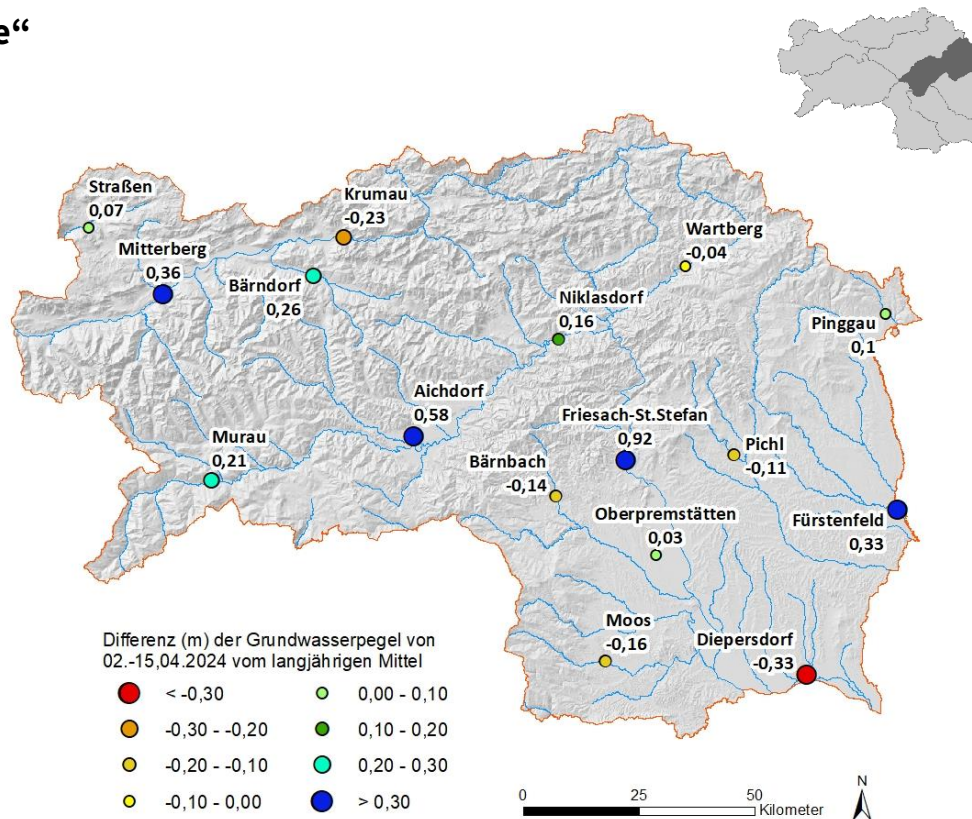 e“
Straßen
0,07
Krumau
-0,23
Wartberg
-0,04
Mitterberg
0,36
Bärndorf
0,26
Niklasdorf
0,16
Pinggau
0,1
Aichdorf
0,58
Friesach-St.Stefan
0,92
Murau
0,21
Bärnbach
-0,14
Pichl
-0,11
Oberpremstätten
0,03
Fürstenfeld
0,33
Moos
-0,16
Diepersdorf
-0,33
Differenz (m) der Grundwasserpegel von
02.-15,04.2024 vom langjährigen Mittel
< -0,30
-0,30 - -0,20
-0,20 - -0,10
-0,10 - 0,00
0,00 - 0,10
0,10 - 0,20
0,20 - 0,30
> 0,30
0 25 50
Kilometer
N